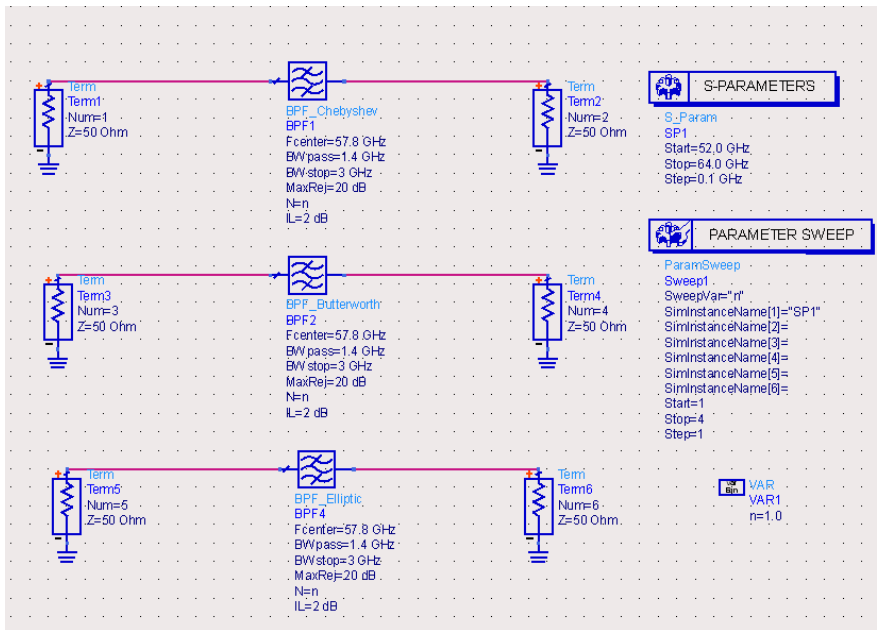 Term
Term1
Num=1
Z=50 Ohm
BPF_Chebyshev
BPF1
Fcenter=57.8 GHz
BWpass=1.4 GHz
BWstop=3 GHz
MaxRej=20 dB
N=n
IL=2 dB
Term
Term2
Num=2
Z=50 Ohm
S-PARAMETERS
S_Param
SP1
Start=52.0 GHz
Stop=64.0 GHz
Step=0.1 GHz
Term
Term3
Num=3
Z=50 Ohm
BPF_Butterworth
BPF2
Fcenter=57.8 GHz
BWpass=1.4 GHz
BWstop=3 GHz
MaxRej=20 dB
N=n
IL=2 dB
Term
Term4
Num=4
Z=50 Ohm
PARAMETER SWEEP
ParamSweep
Sweep1
SweepVar="n"
SimInstanceName[1]="SP1"
SimInstanceName[2]=
SimInstanceName[3]=
SimInstanceName[4]=
SimInstanceName[5]=
SimInstanceName[6]=
Start=1
Stop=4
Step=1
Term
Term5
Num=5
Z=50 Ohm
BPF_Elliptic
BPF4
Fcenter=57.8 GHz
BWpass=1.4 GHz
BWstop=3 GHz
MaxRej=20 dB
N=n
IL=2 dB
Term
Term6
Num=6
Z=50 Ohm
Var
Eqn
VAR
VAR1
n=1.0